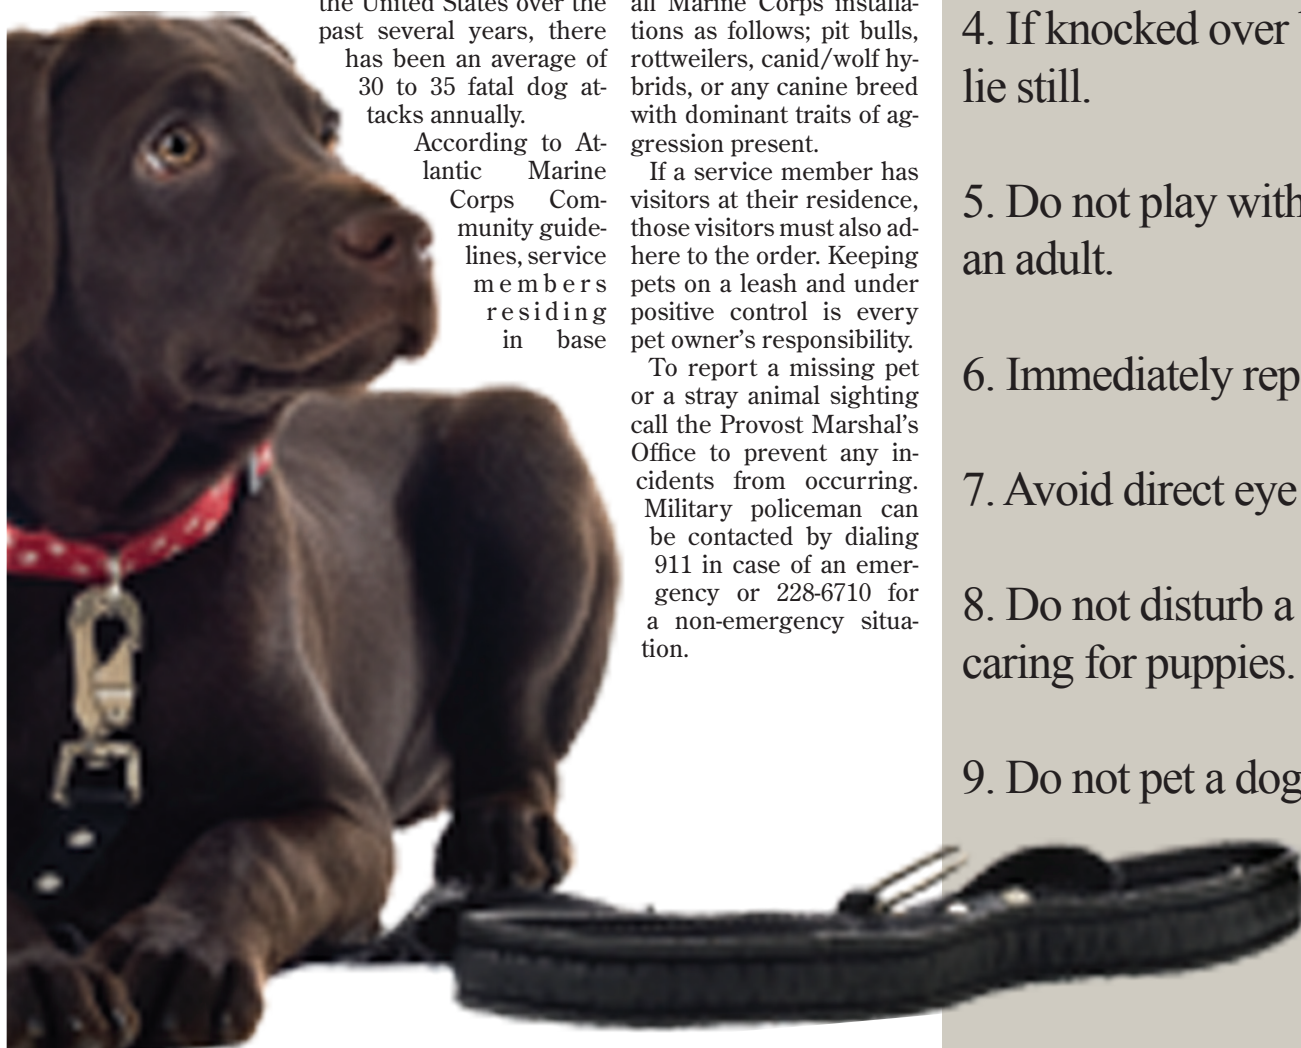 the United States over the
past several years, there
has been an average of
30 to 35 fatal dog at-
tacks annually.
According to At-
lantic Marine
Corps Com-
munity guide-
lines, service
members
residing
in base
all Marine Corps installa-
tions as follows; pit bulls,
rottweilers, canid/wolf hy-
brids, or any canine breed
with dominant traits of ag-
gression present.
If a service member has
visitors at their residence,
those visitors must also ad-
here to the order. Keeping
pets on a leash and under
positive control is every
pet owner's responsibility.
To report a missing pet
or a stray animal sighting
call the Provost Marshal's
Office to prevent any in-
cidents from occurring.
Military policeman can
be contacted by dialing
911 in case of an emer-
gency or 228-6710 for
a non-emergency situa-
tion.
4. If knocked over
lie still.
5. Do not play with
an adult.
6. Immediately rep
7. Avoid direct eye
8. Do not disturb a
caring for puppies.
9. Do not pet a dog